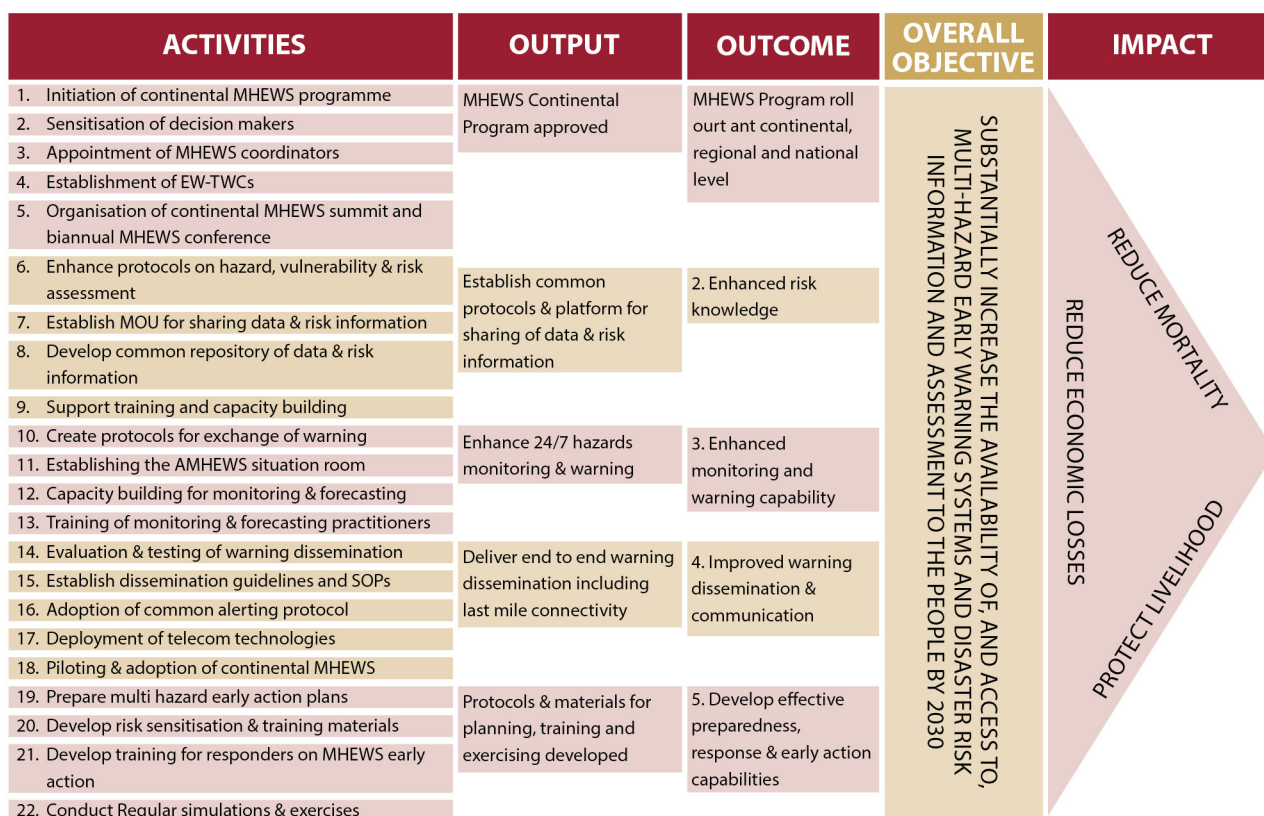 ACTIVITIES
OUTPUT
OUTCOME
OVERALL
OBJECTIVE
IMPACT
1. Initiation of continental MHEWS programme
2. Sensitisation of decision makers
3. Appointment of MHEWS coordinators
4. Establishment of EW-TWCs
5. Organisation of continental MHEWS summit and
biannual MHEWS conference
6. Enhance protocols on hazard, vulnerability & risk
assessment
7. Establish MOU for sharing data & risk information
8. Develop common repository of data & risk
information
9. Support training and capacity building
10. Create protocols for exchange of warning
11. Establishing the AMHEWS situation room
12. Capacity building for monitoring & forecasting
13. Training of monitoring & forecasting practitioners
14. Evaluation & testing of warning dissemination
15. Establish dissemination guidelines and SOPs
16. Adoption of common alerting protocol
17. Deployment of telecom technologies
18. Piloting & adoption of continental MHEWS
19. Prepare multi hazard early action plans
20. Develop risk sensitisation & training materials
21. Develop training for responders on MHEWS early
action
22. Conduct Regular simulations & exercises
MHEWS Continental
Program approved
Establish common
protocols & platform for
sharing of data & risk
information
Enhance 24/7 hazards
monitoring & warning
Deliver end to end warning
dissemination including
last mile connectivity
Protocols & materials for
planning, training and
exercising developed
MHEWS Program roll
ourt ant continental,
regional and national
level
2. Enhanced risk
knowledge
3. Enhanced
monitoring and
warning capability
4. Improved warning
dissemination &
communication
5. Develop effective
preparedness,
response & early action
capabilities
SUBSTANTIALLY INCREASE THE AVAILABILITY OF, AND ACCESS TO,
MULTI-HAZARD EARLY WARNING SYSTEMS AND DISASTER RISK
INFORMATION AND ASSESSMENT TO THE PEOPLE BY 2030
REDUCE MORTALITY
REDUCE ECONOMIC LOSSES
PROTECT LIVELIHOOD